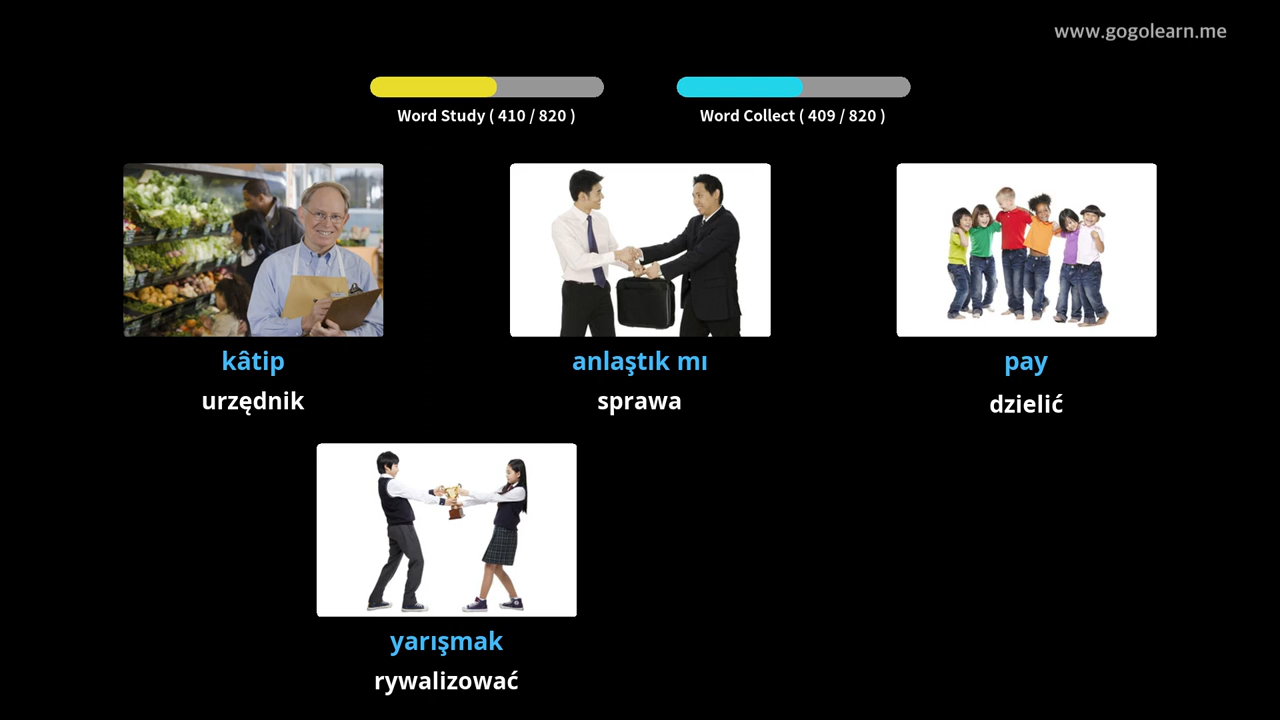 www.gogolearn.me
Word Study ( 410 / 820 )
Word Collect ( 409 / 820 )
kâtip
urzędnik
anlaştık mı
sprawa
pay
dzielić
yarışmak
rywalizować